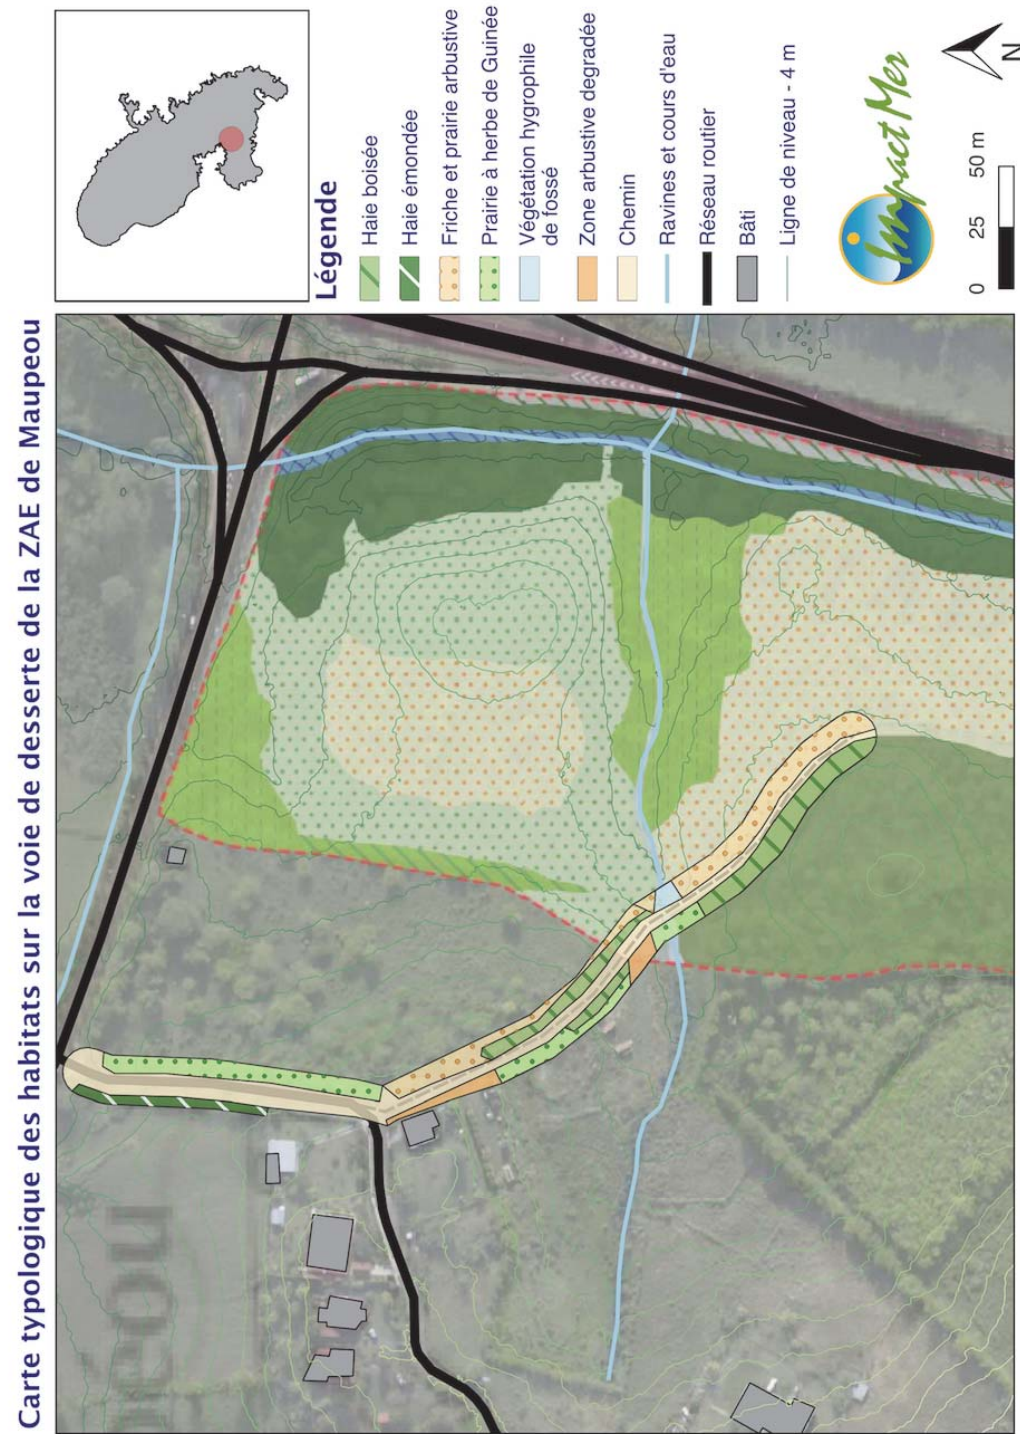 Carte typologique des habitats sur la voie de desserte de la ZAE de Maupeou
Légende
Haie boisée
Haie émondée
Friche et prairie arbustive
Prairie à herbe de Guinée
Végétation hygrophile
de fossé
Zone arbustive degradée
Chemin
Ravines et cours d'eau
Réseau routier
Bâti
Ligne de niveau - 4 m
Impact Mer
0 25 50 m
N